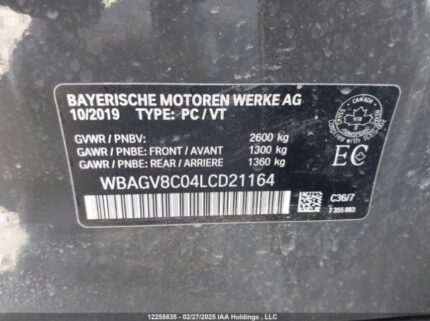 BAYERISCHE MOTOREN WERKE AG
10/2019 TYPE: PC / VT
GVWR / PNBV: 2600 kg
GAWR / PNBE: FRONT / AVANT 1300 kg
GAWR / PNBE: REAR / ARRIERE 1360 kg
CANADA
EC
WBAGV8C04LCD21164
C36/7
7 355 883
12255835 - 02/27/2025 IAA Holdings , LLC